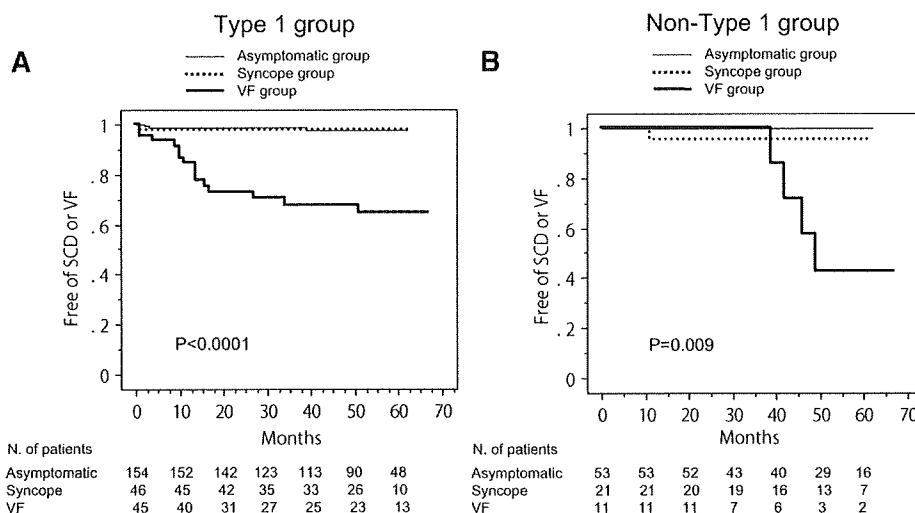 Type 1 group
A
Asymptomatic group
Syncope group
VF group
Free of SCD or VF
1
.8
.6
.4
.2
0
P<0.0001
0 10 20 30 40 50 60 70
Months
N. of patients
Asymptomatic 154 152 142 123 113 90 48
Syncope 46 45 42 35 33 26 10
VF 45 40 31 27 25 23 13
Non-Type 1 group
B
Asymptomatic group
Syncope group
VF group
Free of SCD or VF
1
.8
.6
.4
.2
0
P=0.009
0 10 20 30 40 50 60 70
Months
N. of patients
Asymptomatic 53 53 52 43 40 29 16
Syncope 21 21 20 19 16 13 7
VF 11 11 11 7 6 3 2